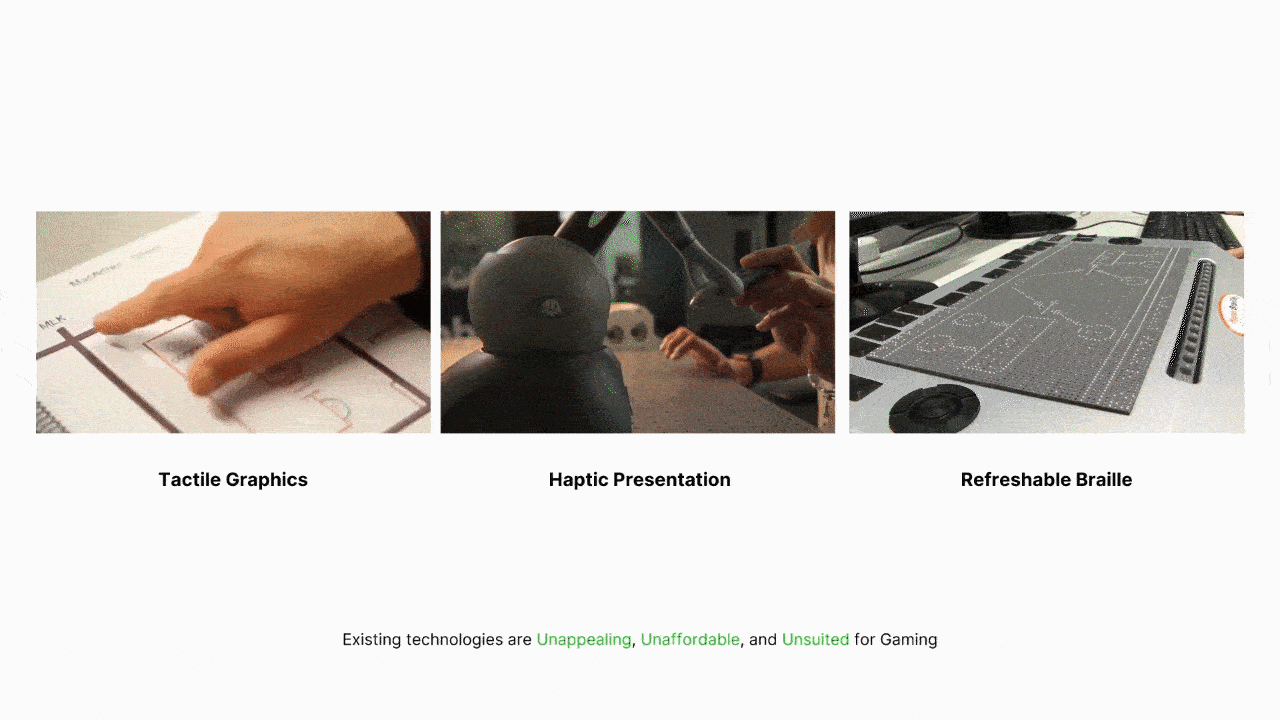 MLK
Tactile Graphics
Haptic Presentation
Refreshable Braille
Existing technologies are Unappealing, Unaffordable, and Unsuited for Gaming